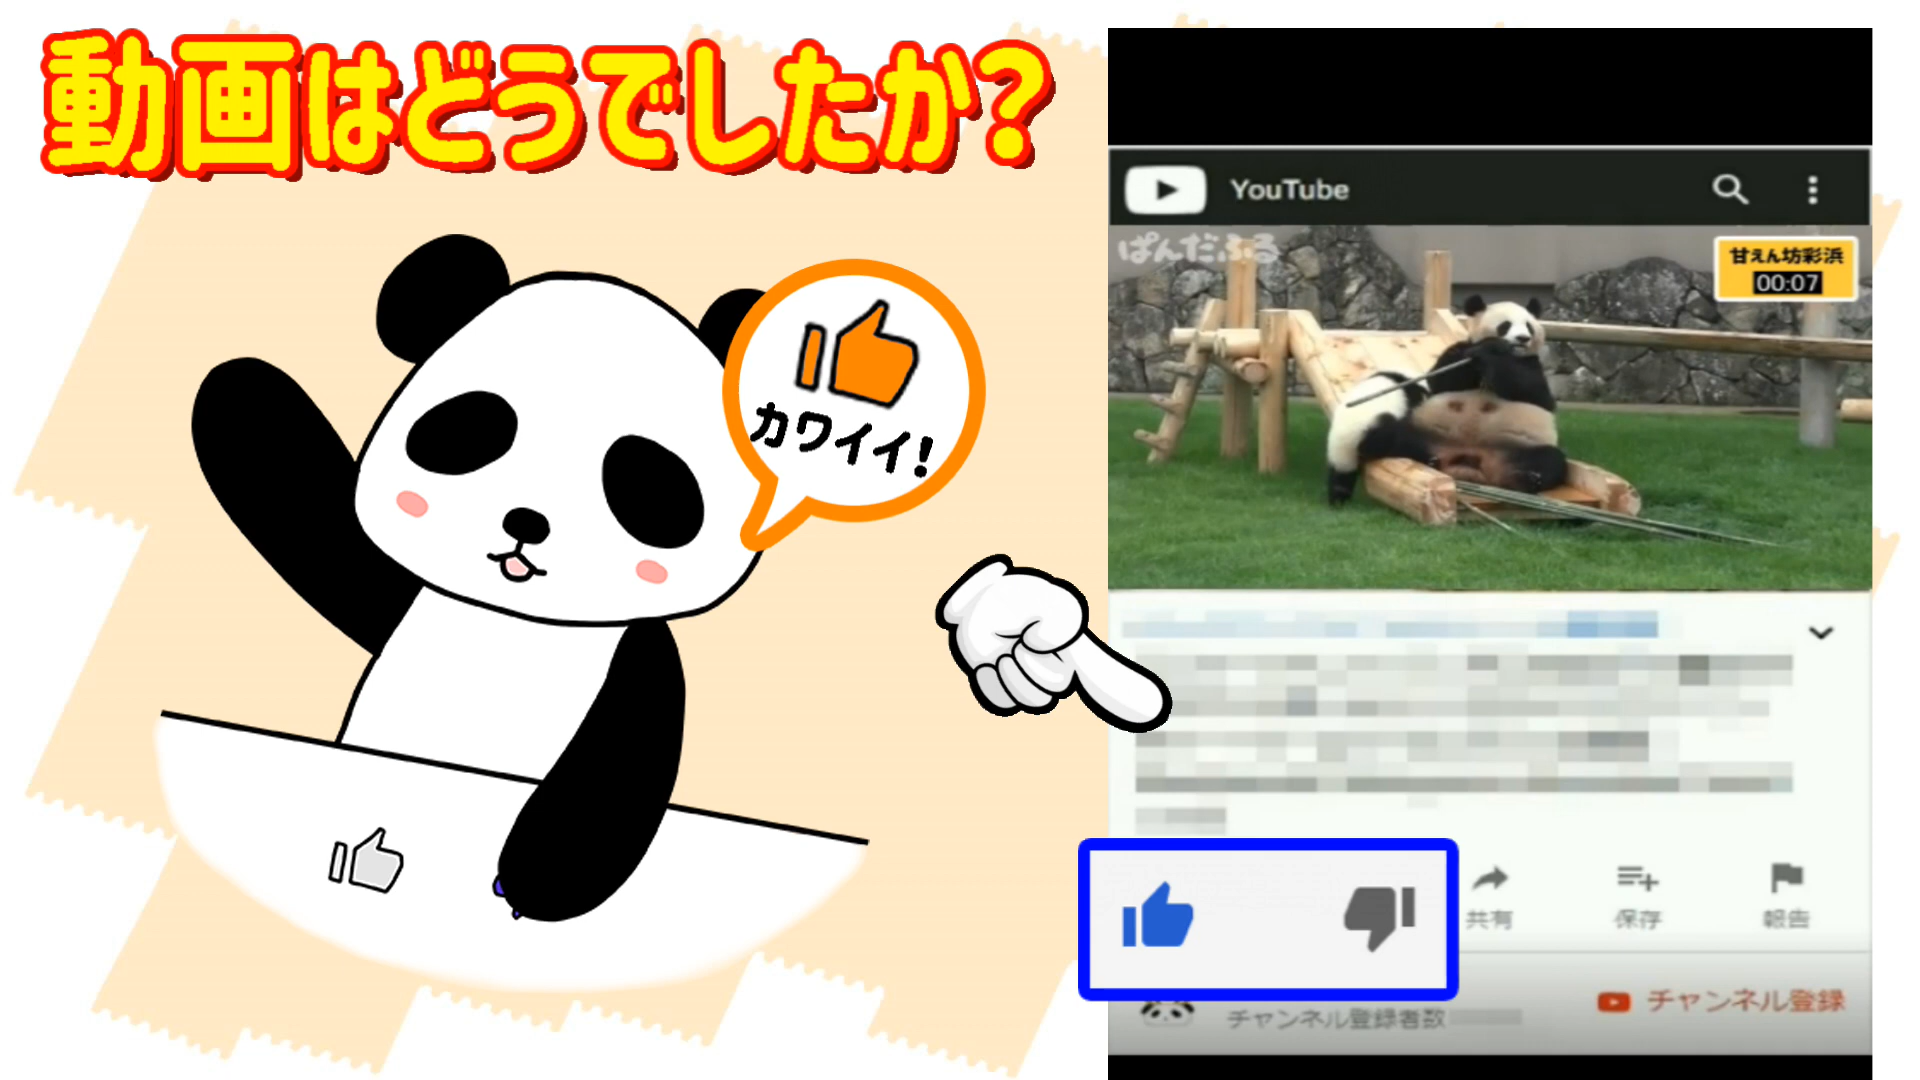 動画はどうでしたか?
カワイイ!
YouTube
ぱんだふる
甘えん坊彩浜
00:07
共有
保存
報告
チャンネル登録者数
チャンネル登録